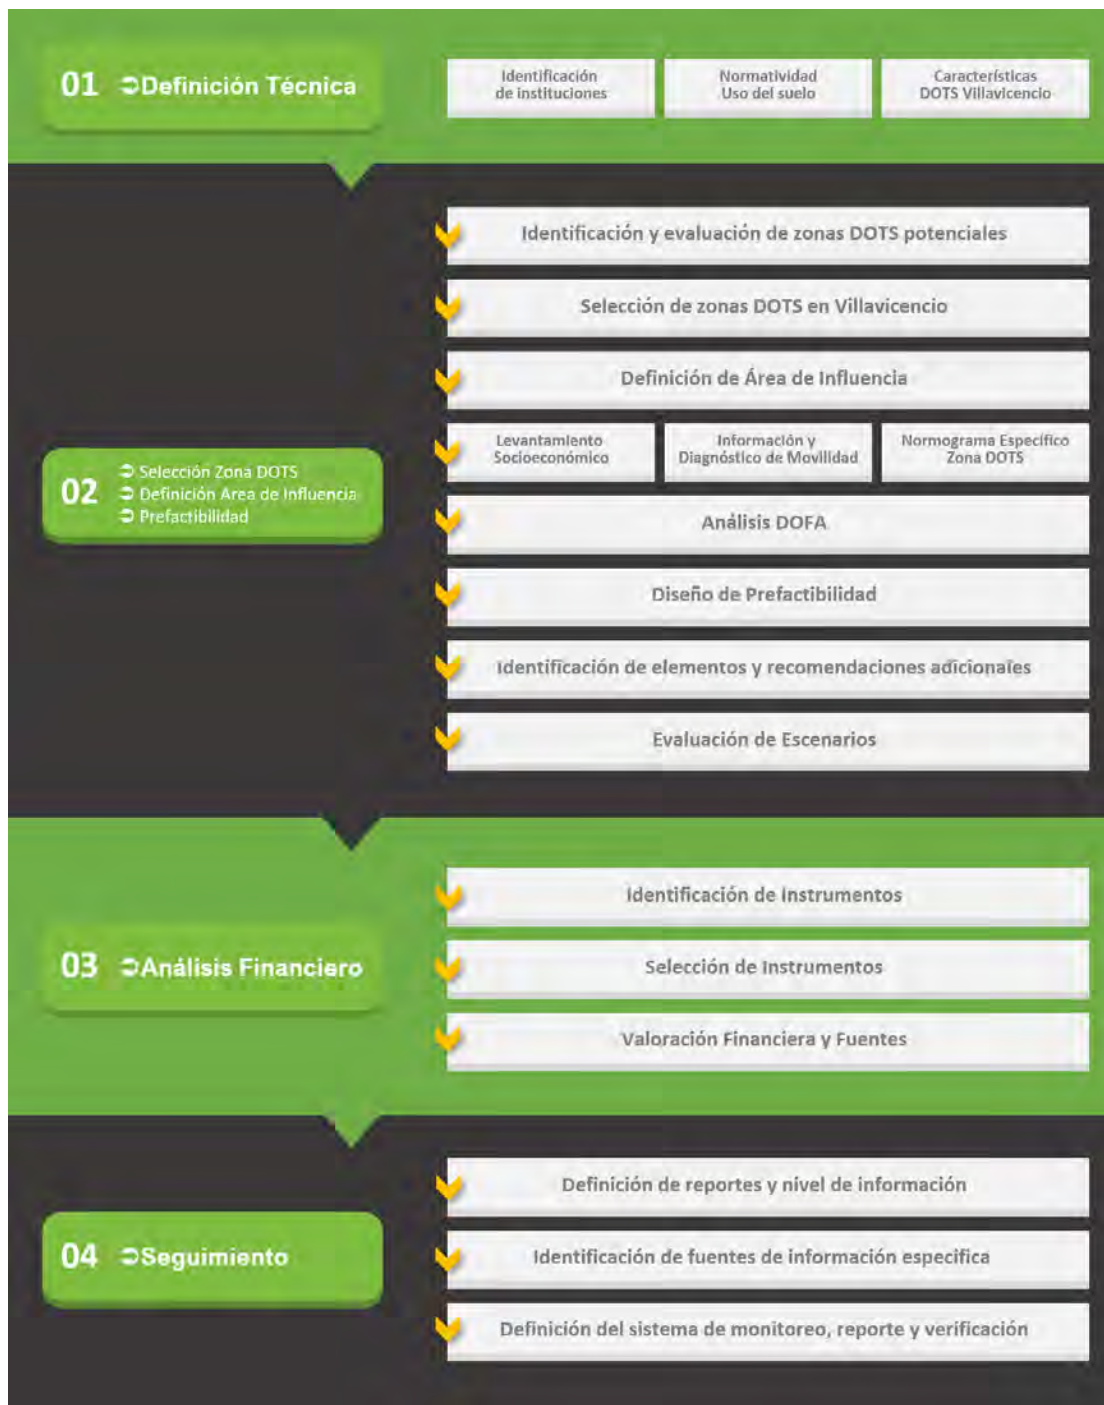 01 Definición Técnica
Identificación
de instituciones
Normatividad
Uso del suelo
Características
DOTS Villavicencio
02
Selección Zona DOTS
Definición Area de Influencia
Prefactibilidad
Identificación y evaluación de zonas DOTS potenciales
Selección de zonas DOTS en Villavicencio
Definición de Área de Influencia
Levantamiento
Socioeconómico
Información y
Diagnóstico de Movilidad
Normograma Específico
Zona DOTS
Análisis DOFA
Diseño de Prefactibilidad
Identificación de elementos y recomendaciones adicionales
Evaluación de Escenarios
03 Análisis Financiero
Identificación de Instrumentos
Selección de Instrumentos
Valoración Financiera y Fuentes
04 Seguimiento
Definición de reportes y nivel de información
Identificación de fuentes de información especifica
Definición del sistema de monitoreo, reporte y verificación